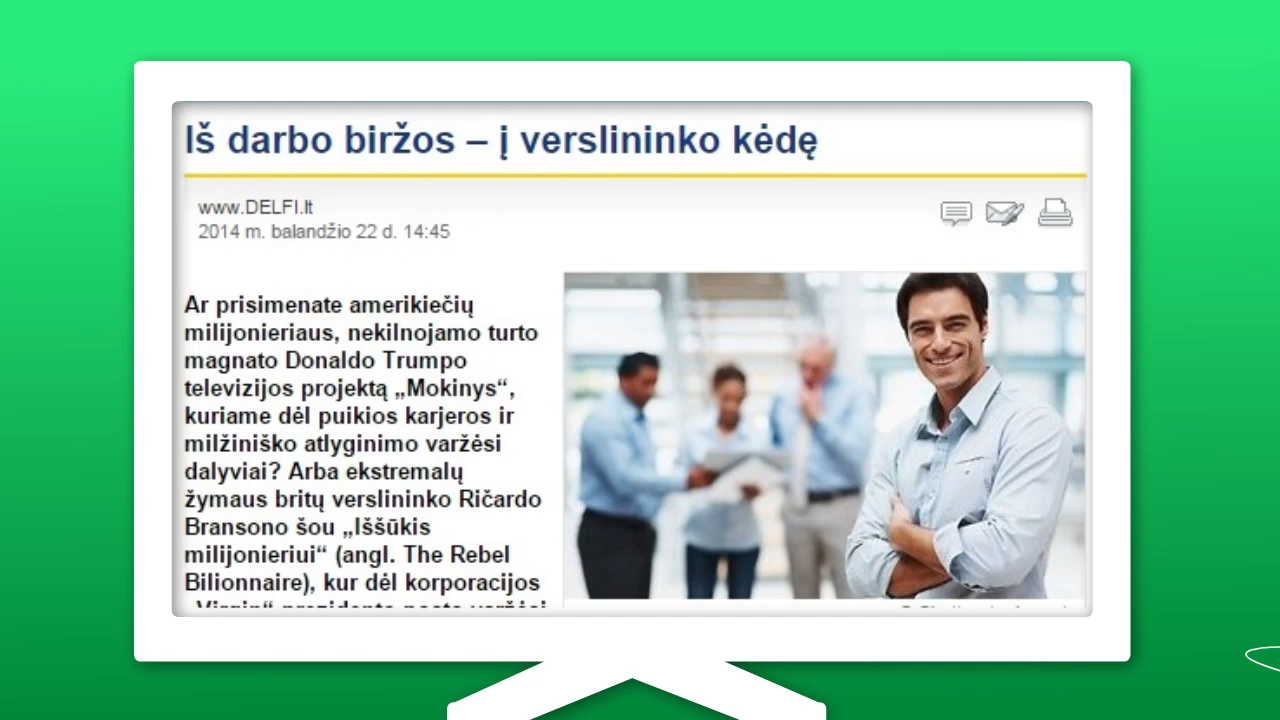 Iš darbo biržos – į verslininko kėdę
www.DELFI.lt
2014 m. balandžio 22 d. 14:45
Ar prisimenate amerikiečių
milijonieriaus, nekilnojamo turto
magnato Donaldo Trumpo
televizijos projektą „Mokinys“,
kuriame dėl puikios karjeros ir
milžiniško atlyginimo varžėsi
dalyviai? Arba ekstremalų
žymaus britų verslininko Ričardo
Bransono šou „Iššūkis
milijonieriui“ (angl. The Rebel
Bilionnaire), kur dėl korporacijos